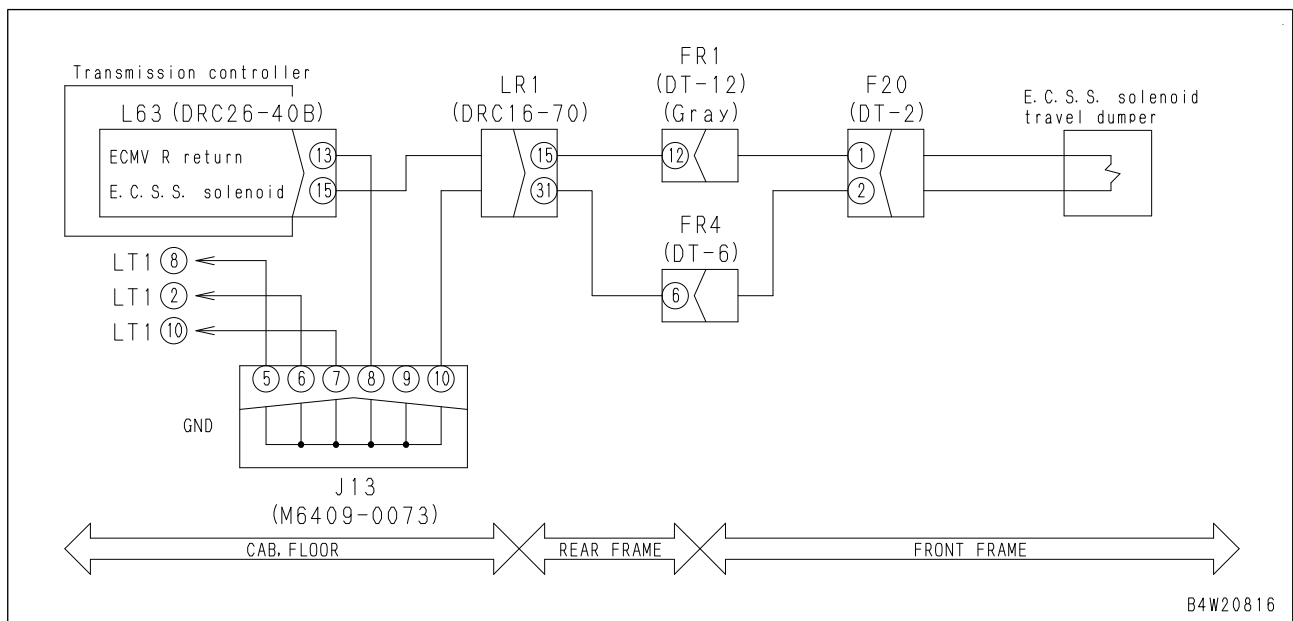 Transmission controller
L63 (DRC26-40B)
ECMV R return
13
E.C.S.S. solenoid
15
LR1
(DRC16-70)
15
31
FR1
(DT-12)
(Gray)
12
FR4
(DT-6)
6
F20
(DT-2)
1
2
E.C.S.S. solenoid
travel dumper
LT1 8
LT1 2
LT1 10
5 6 7 8 9 10
GND
J13
(M6409-0073)
CAB, FLOOR
REAR FRAME
FRONT FRAME
B4W20816